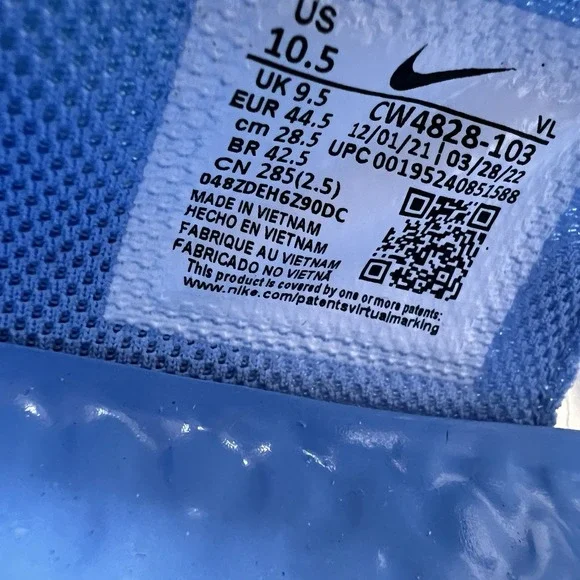 US
10.5
UK 9.5
EUR 44.5
cm 28.5
BR 42.5
CN 285(2.5)
VL
CW4828-103
12/01/21 | 03/28/22
UPC 00195240851588
048ZDEH6Z90DC
MADE IN VIETNAM
HECHO EN VIETNAM
FABRIQUE AU VIETNAM
FABRICADO NO VIETNÃ
This product is covered by one or more patents:
www.nike.com/patentsvirtualmarking